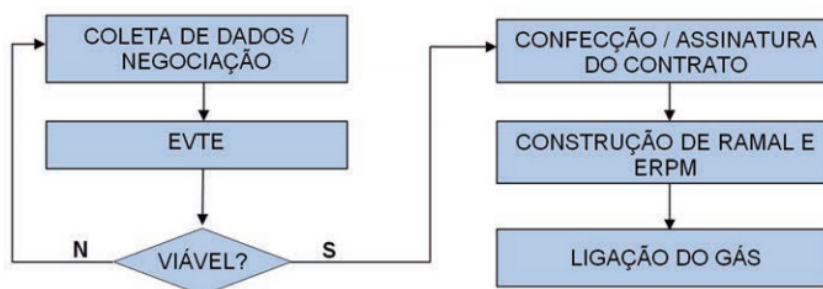 COLETA DE DADOS /
NEGOCIAÇÃO
EVTE
VIÁVEL?
N
S
CONFECÇÃO / ASSINATURA
DO CONTRATO
CONSTRUÇÃO DE RAMAL E
ERPM
LIGAÇÃO DO GÁS